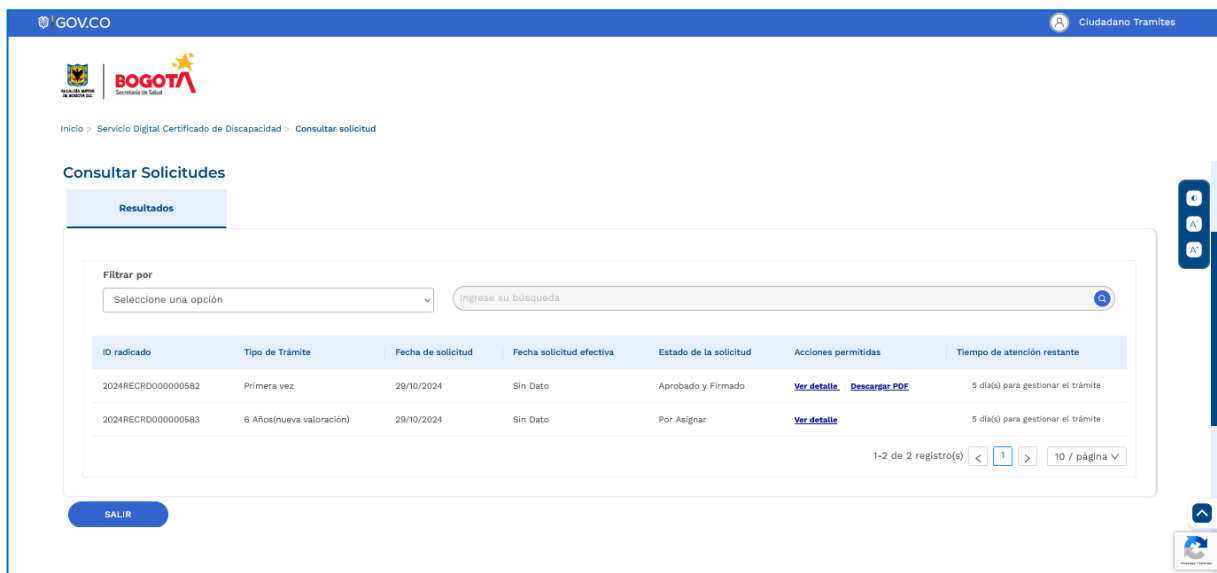 GOV.CO
Ciudadano Tramites
ALCALDÍA MAYOR
DE BOGOTÁ D.C.
BOGOTÁ
Secretaría de Salud
Inicio > Servicio Digital Certificado de Discapacidad > Consultar solicitud
Consultar Solicitudes
Resultados
Filtrar por
Seleccione una opción
Ingrese su búsqueda
ID radicado Tipo de Trámite Fecha de solicitud Fecha solicitud efectiva Estado de la solicitud Acciones permitidas Tiempo de atención restante
2024RECRD000000582 Primera vez 29/10/2024 Sin Dato Aprobado y Firmado Ver detalle Descargar PDF 5 día(s) para gestionar el trámite
2024RECRD000000583 6 Años(nueva valoración) 29/10/2024 Sin Dato Por Asignar Ver detalle 5 día(s) para gestionar el trámite
1-2 de 2 registro(s) < 1 > 10 / página
SALIR
A-
A+